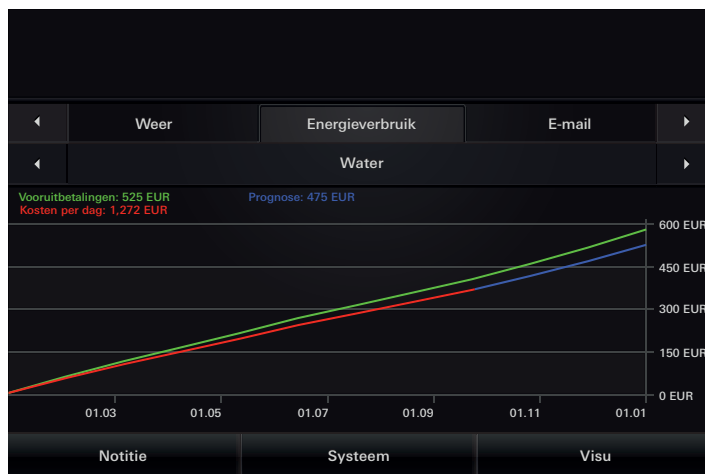 Weer Energieverbruik E-mail
Water
Vooruitbetalingen: 525 EUR Prognose: 475 EUR
Kosten per dag: 1,272 EUR
600 EUR
450 EUR
300 EUR
150 EUR
0 EUR
01.03 01.05 01.07 01.09 01.11 01.01
Notitie Systeem Visu